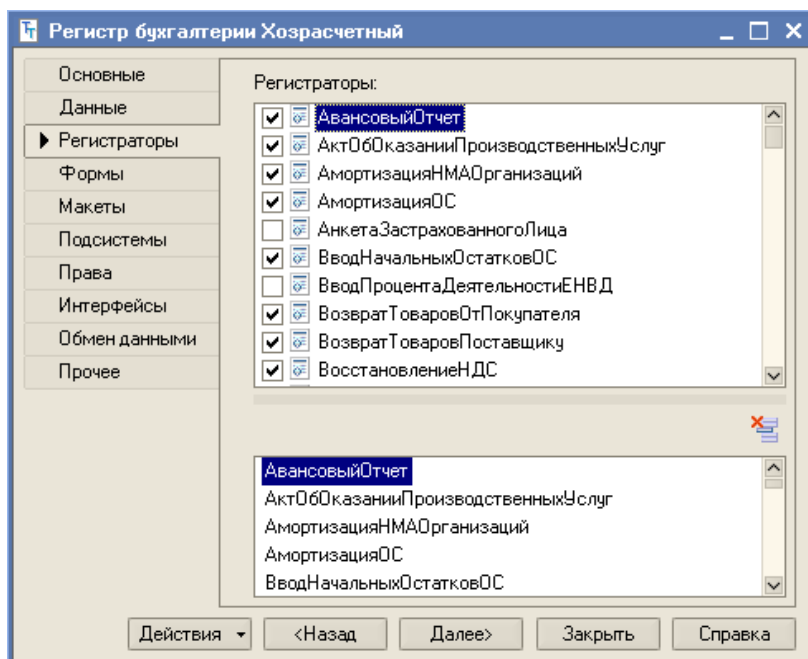 Регистр бухгалтерии Хозрасчетный
Основные
Данные
Регистраторы
Формы
Макеты
Подсистемы
Права
Интерфейсы
Обмен данными
Прочее
Регистраторы:
АвансовыйОтчет
АктОбОказанииПроизводственныхУслуг
АмортизацияНМАОрганизаций
АмортизацияОС
АнкетаЗастрахованногоЛица
ВводНачальныхОстатковОС
ВводПроцентаДеятельностиЕНВД
ВозвратТоваровОтПокупателя
ВозвратТоваровПоставщику
ВосстановлениеНДС
АвансовыйОтчет
АктОбОказанииПроизводственныхУслуг
АмортизацияНМАОрганизаций
АмортизацияОС
ВводНачальныхОстатковОС
Действия
<Назад
Далее>
Закрыть
Справка